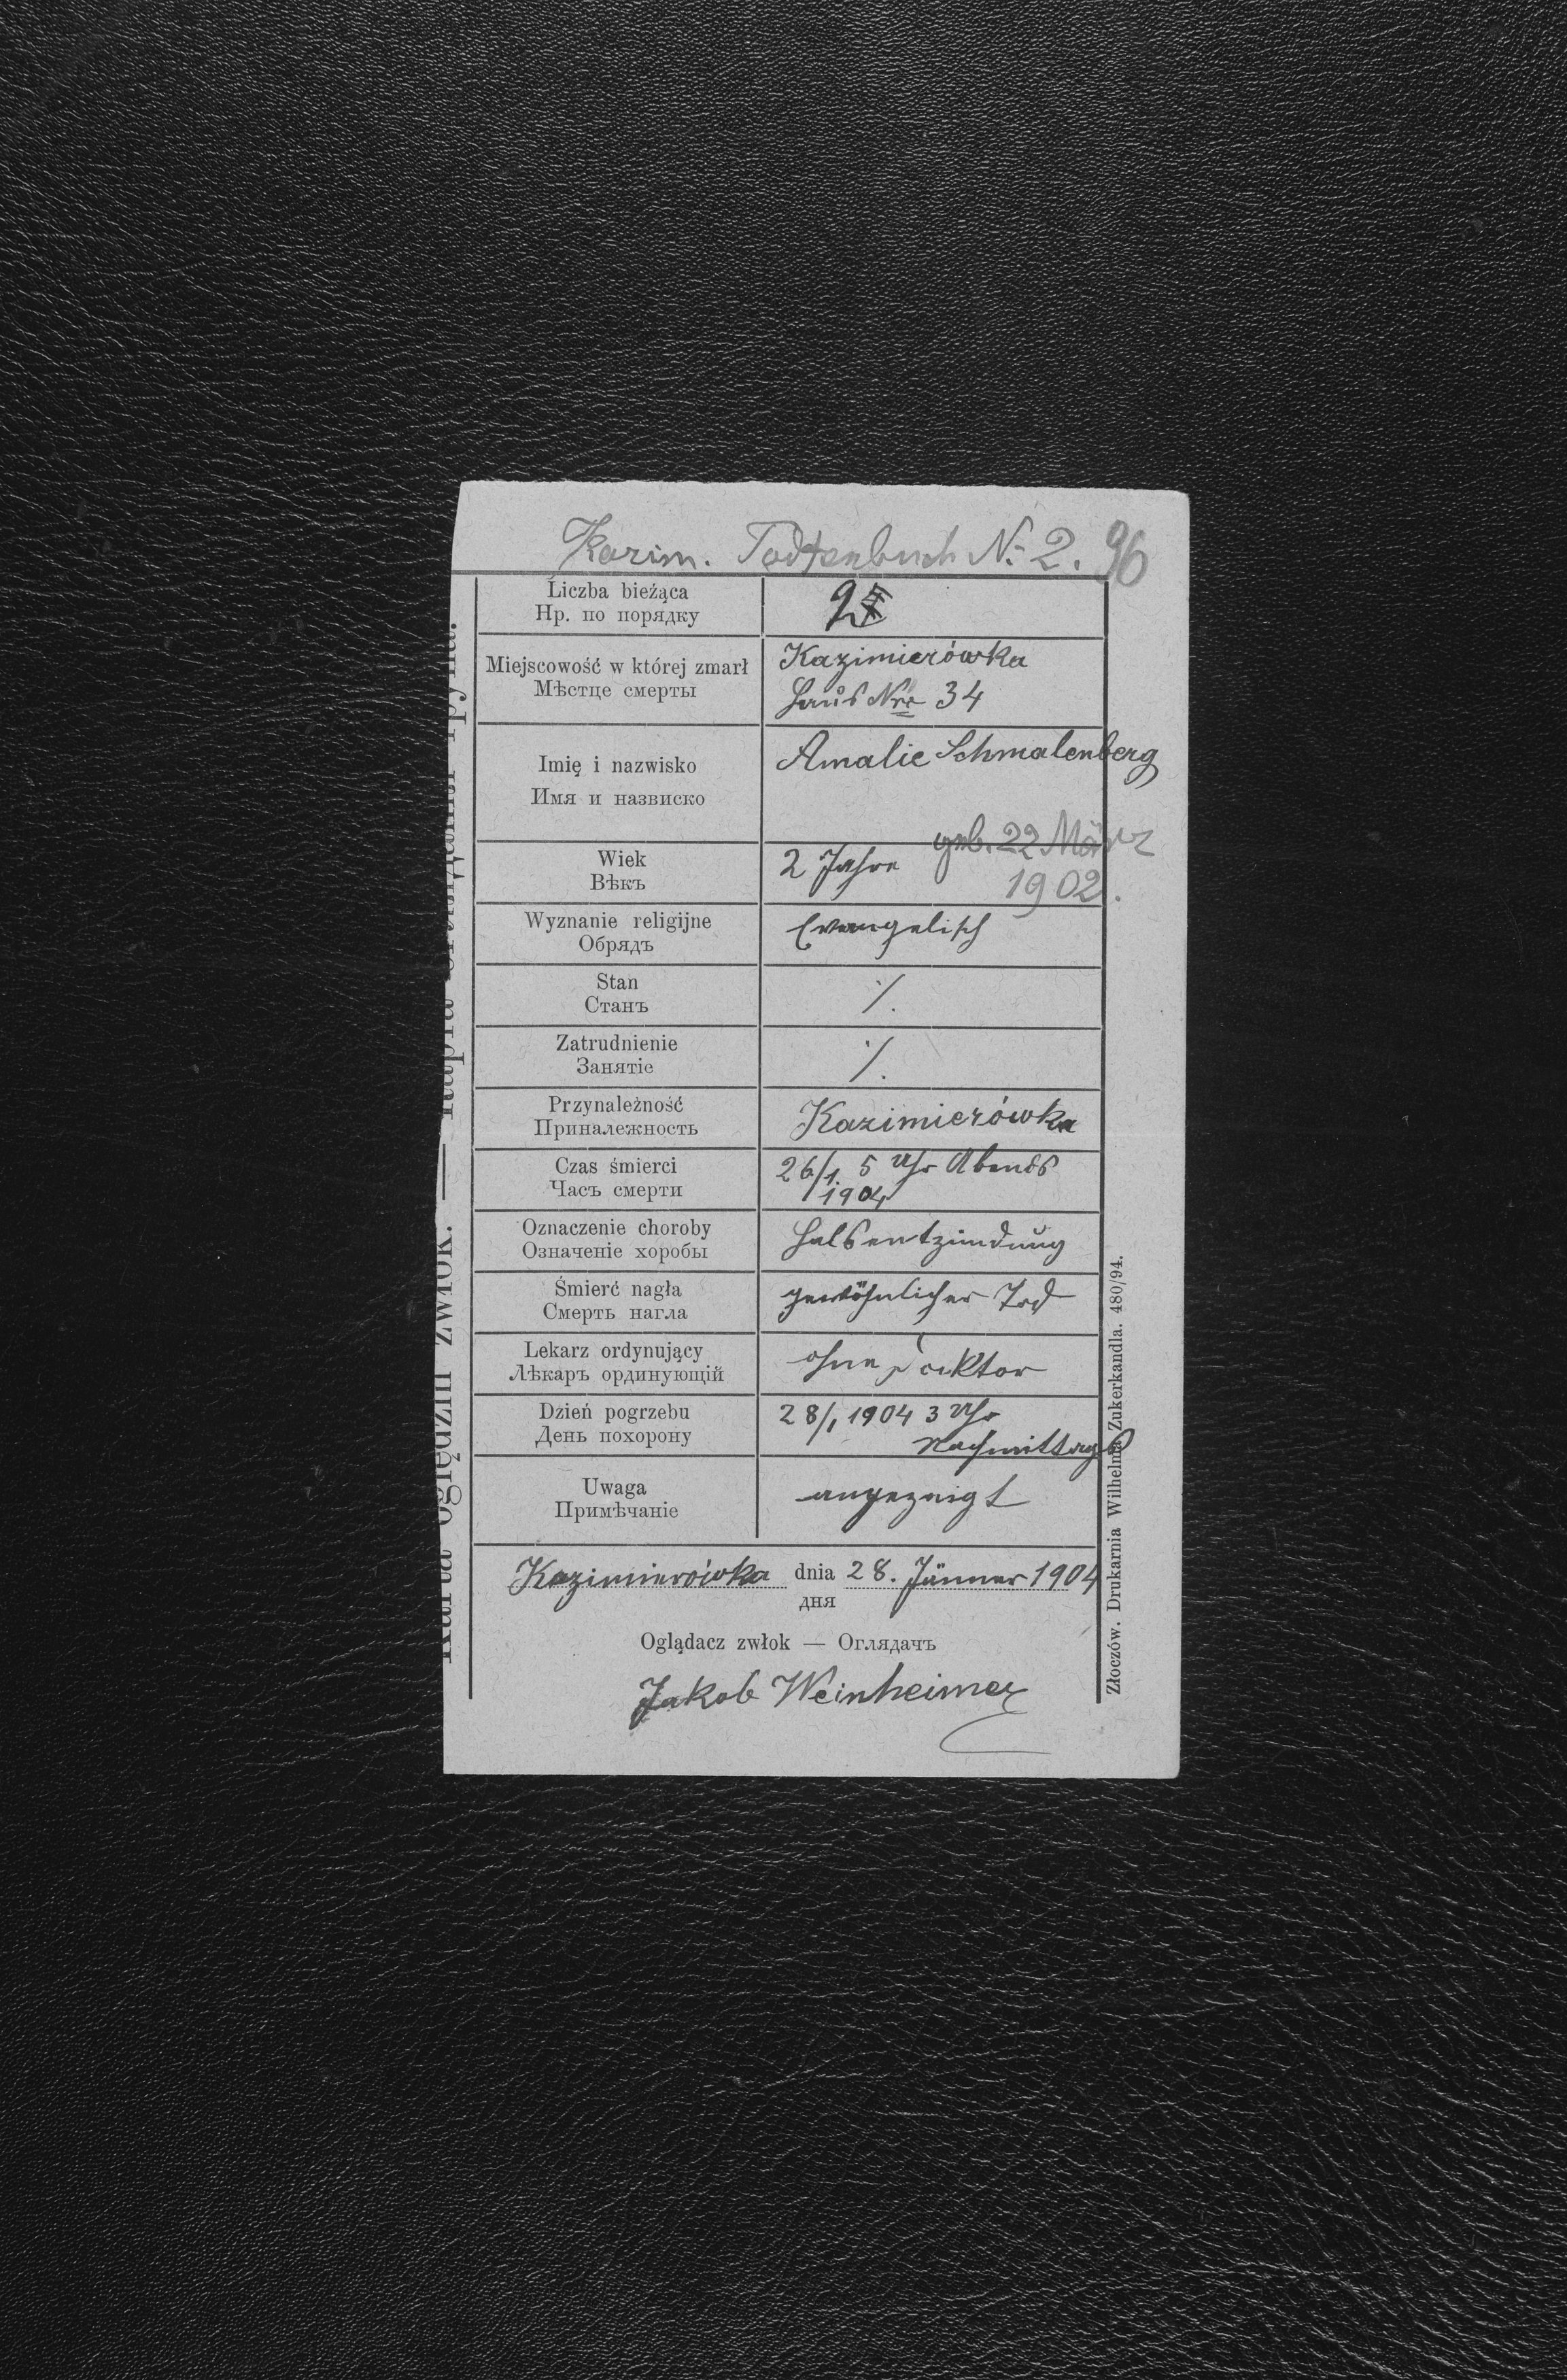 Kazim. Todtenbuch No 2. 96
Liczba bieżąca
Нр. по порядку
2
Miejscowość w której zmarł
Мѣстце смерты
Kazimierówka
Haus Nro 34
Imię i nazwisko
Имя и назвиско
Amalie Schmalenberg
geb. 22 März
1902.
Wiek
Вѣкъ
2 Jahre
Wyznanie religijne
Обрядъ
Evangelisch
Stan
Станъ
⁒
Zatrudnienie
Занятіе
⁒
Przynależność
Приналежность
Kazimierówka
Czas śmierci
Часъ смерти
26/1. 5 Uhr Abends
1904
Oznaczenie choroby
Означеніе хоробы
Halsentzündung
Śmierć nagła
Смерть нагла
gewöhnlicher Tod
Lekarz ordynujący
Лѣкаръ ординующій
ohne Doktor
Dzień pogrzebu
День похорону
28/1 1904 3 Uhr
Nachmittags
Uwaga
Примѣчаніе
angezeigt
Kazimierówka dnia 28. Jänner 1904
дня
Oglądacz zwłok — Оглядачъ
Jakob Weinheimer
Karta oględzin zwłok. —
Złoczów. Drukarnia Wilhelma Zukerkandla. 480/94.